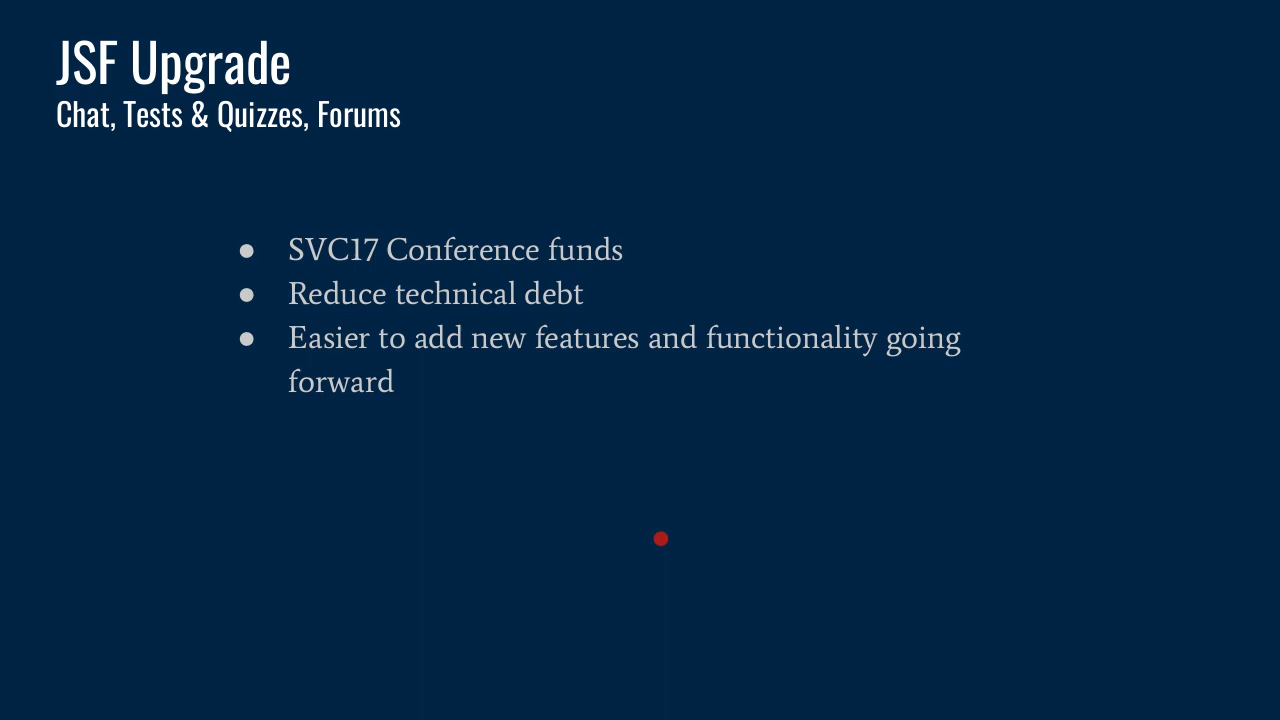 JSF Upgrade
Chat, Tests & Quizzes, Forums
● SVC17 Conference funds
● Reduce technical debt
● Easier to add new features and functionality going
forward